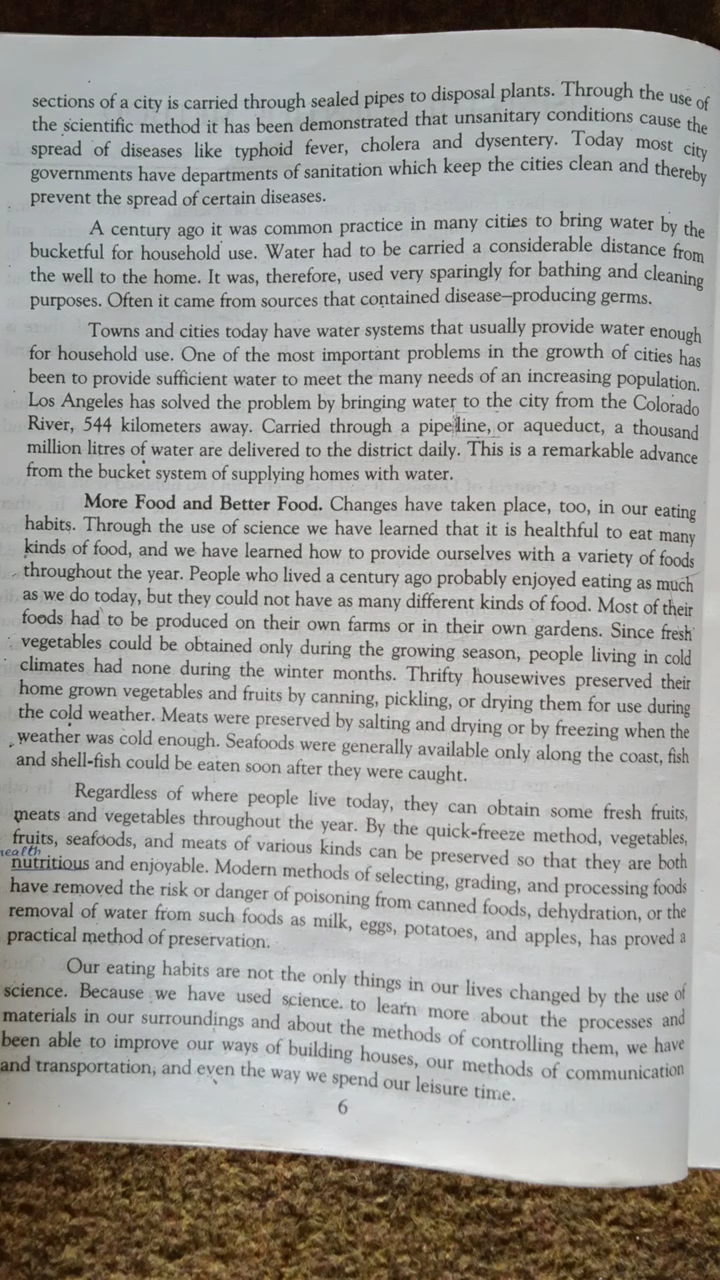 sections of a city is carried through sealed pipes to disposal plants. Through the use of
the scientific method it has been demonstrated that unsanitary conditions cause the
spread of diseases like typhoid fever, cholera and dysentery. Today most city
governments have departments of sanitation which keep the cities clean and thereby
prevent the spread of certain diseases.
A century ago it was common practice in many cities to bring water by the
bucketful for household use. Water had to be carried a considerable distance from
the well to the home. It was, therefore, used very sparingly for bathing and cleaning
purposes. Often it came from sources that contained disease–producing germs.
Towns and cities today have water systems that usually provide water enough
for household use. One of the most important problems in the growth of cities has
been to provide sufficient water to meet the many needs of an increasing population.
Los Angeles has solved the problem by bringing water to the city from the Colorado
River, 544 kilometers away. Carried through a pipe line, or aqueduct, a thousand
million litres of water are delivered to the district daily. This is a remarkable advance
from the bucket system of supplying homes with water.
More Food and Better Food. Changes have taken place, too, in our eating
habits. Through the use of science we have learned that it is healthful to eat many
kinds of food, and we have learned how to provide ourselves with a variety of foods
throughout the year. People who lived a century ago probably enjoyed eating as much
as we do today, but they could not have as many different kinds of food. Most of their
foods had to be produced on their own farms or in their own gardens. Since fresh
vegetables could be obtained only during the growing season, people living in cold
climates had none during the winter months. Thrifty housewives preserved their
home grown vegetables and fruits by canning, pickling, or drying them for use during
the cold weather. Meats were preserved by salting and drying or by freezing when the
weather was cold enough. Seafoods were generally available only along the coast, fish
and shell-fish could be eaten soon after they were caught.
Regardless of where people live today, they can obtain some fresh fruits,
meats and vegetables throughout the year. By the quick-freeze method, vegetables,
fruits, seafoods, and meats of various kinds can be preserved so that they are both
health
nutritious and enjoyable. Modern methods of selecting, grading, and processing foods
have removed the risk or danger of poisoning from canned foods, dehydration, or the
removal of water from such foods as milk, eggs, potatoes, and apples, has proved a
practical method of preservation.
Our eating habits are not the only things in our lives changed by the use of
science. Because we have used science to learn more about the processes and
materials in our surroundings and about the methods of controlling them, we have
been able to improve our ways of building houses, our methods of communication
and transportation, and even the way we spend our leisure time.
6